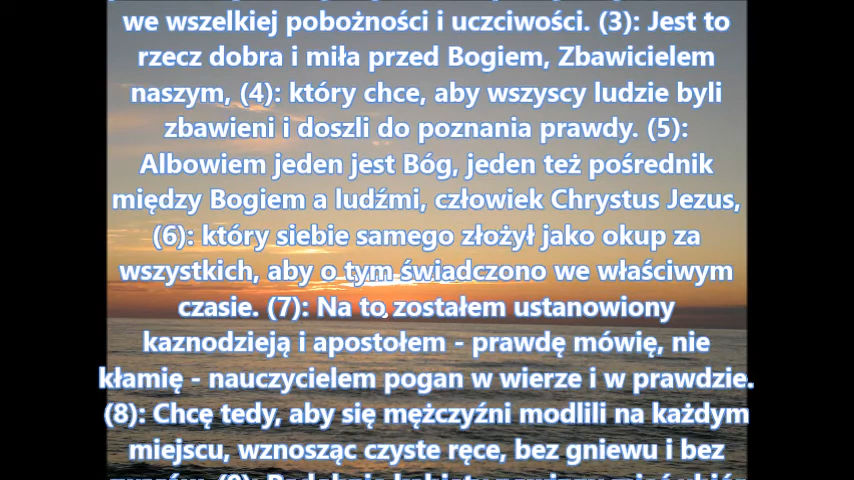 we wszelkiej pobożności i uczciwości. (3): Jest to
rzecz dobra i miła przed Bogiem, Zbawicielem
naszym, (4): który chce, aby wszyscy ludzie byli
zbawieni i doszli do poznania prawdy. (5):
Albowiem jeden jest Bóg, jeden też pośrednik
między Bogiem a ludźmi, człowiek Chrystus Jezus,
(6): który siebie samego złożył jako okup za
wszystkich, aby o tym świadczono we właściwym
czasie. (7): Na to zostałem ustanowiony
kaznodzieją i apostołem - prawdę mówię, nie
kłamię - nauczycielem pogan w wierze i w prawdzie.
(8): Chcę tedy, aby się mężczyźni modlili na każdym
miejscu, wznosząc czyste ręce, bez gniewu i bez